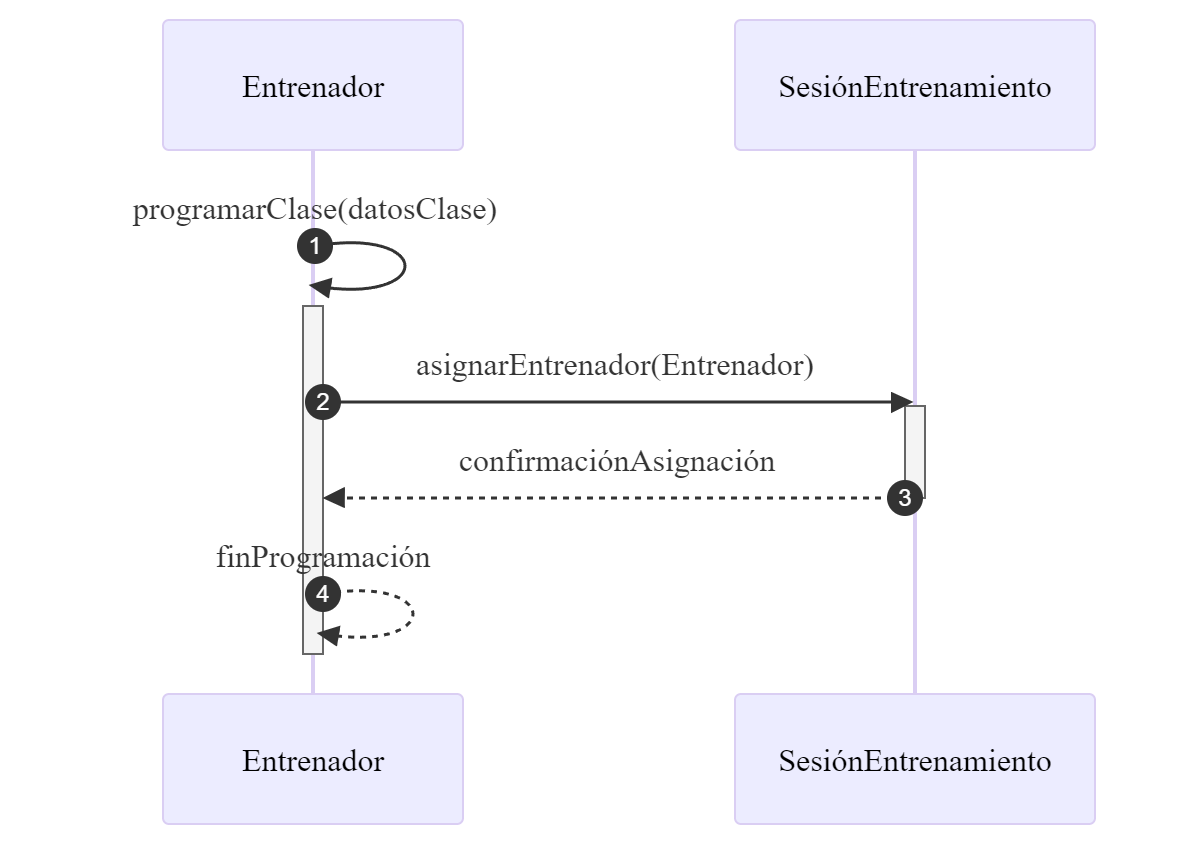 Entrenador
SesiónEntrenamiento
programarClase(datosClase)
1
asignarEntrenador(Entrenador)
2
confirmaciónAsignación
3
finProgramación
4
Entrenador
SesiónEntrenamiento